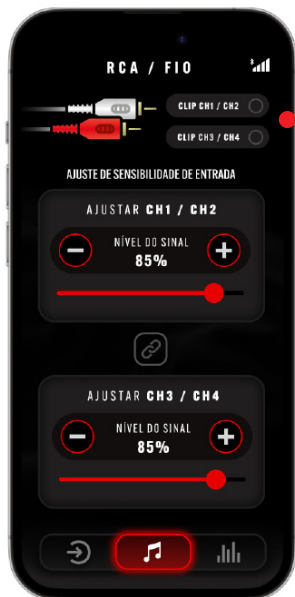 RCA / FIO
CLIP CH1 / CH2
CLIP CH3 / CH4
AJUSTE DE SENSIBILIDADE DE ENTRADA
AJUSTAR CH1 / CH2
NÍVEL DO SINAL
85%
AJUSTAR CH3 / CH4
NÍVEL DO SINAL
85%